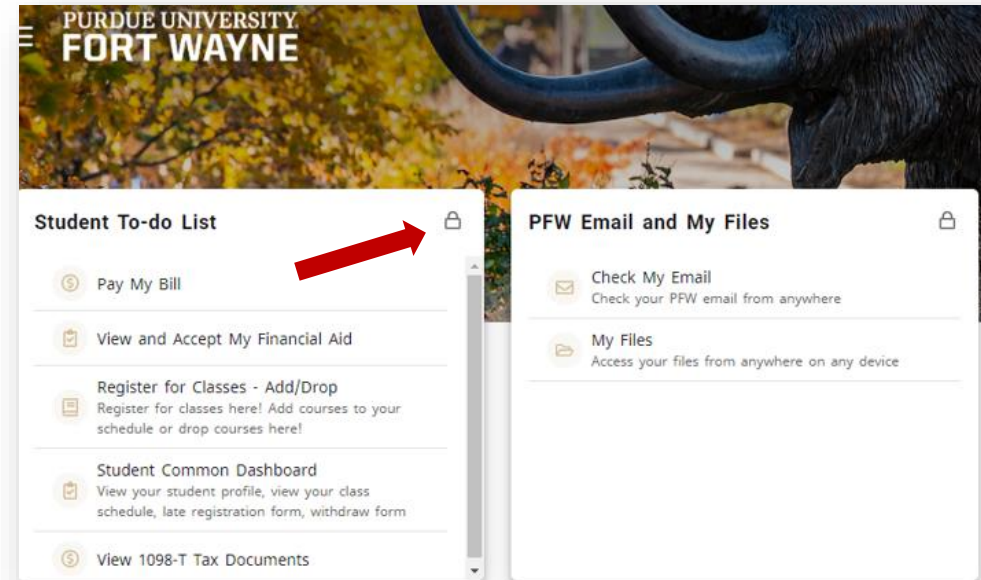 PURDUE UNIVERSITY
FORT WAYNE
Student To-do List
Pay My Bill
View and Accept My Financial Aid
Register for Classes - Add/Drop
Register for classes here! Add courses to your
schedule or drop courses here!
Student Common Dashboard
View your student profile, view your class
schedule, late registration form, withdraw form
View 1098-T Tax Documents
PFW Email and My Files
Check My Email
Check your PFW email from anywhere
My Files
Access your files from anywhere on any device